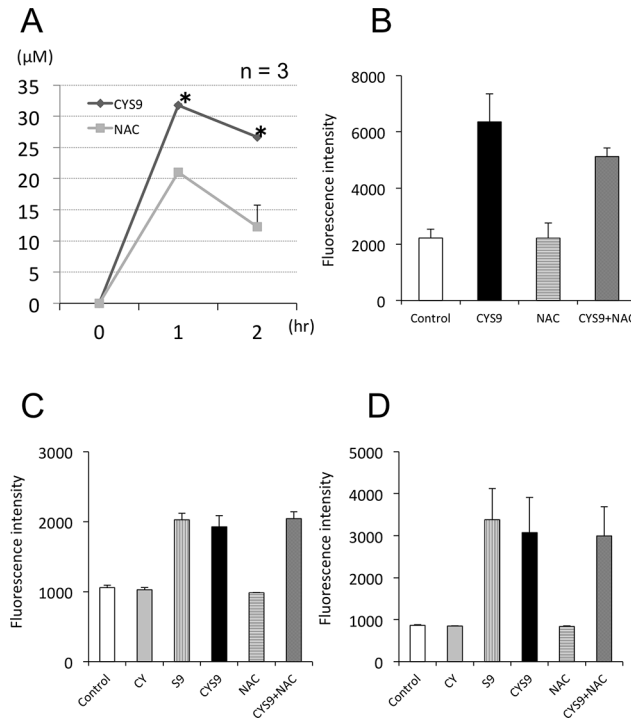 A
(µM)
n = 3
35
30
25
20
15
10
5
0
CYS9
NAC
*
*
0 1 2 (hr)
B
Fluorescence intensity
8000
6000
4000
2000
0
Control CYS9 NAC CYS9+NAC
C
Fluorescence intensity
3000
2000
1000
0
Control CY S9 CYS9 NAC CYS9+NAC
D
Fluorescence intensity
5000
4000
3000
2000
1000
0
Control CY S9 CYS9 NAC CYS9+NAC